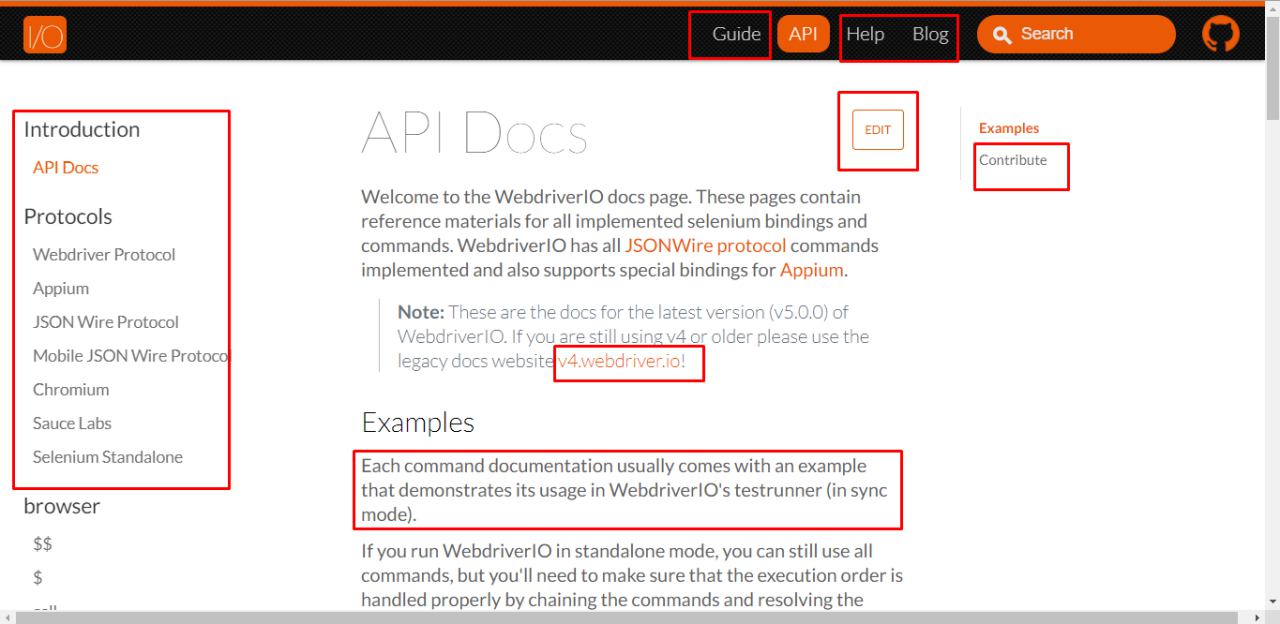 I/O
Guide
API
Help
Blog
Search
Introduction
API Docs
Protocols
Webdriver Protocol
Appium
JSON Wire Protocol
Mobile JSON Wire Protoco
Chromium
Sauce Labs
Selenium Standalone
browser
$$
$
call
API Docs
EDIT
Welcome to the WebdriverIO docs page. These pages contain
reference materials for all implemented selenium bindings and
commands. WebdriverIO has all JSONWire protocol commands
implemented and also supports special bindings for Appium.
Note: These are the docs for the latest version (v5.0.0) of
WebdriverIO. If you are still using v4 or older please use the
legacy docs website v4.webdriver.io!
Examples
Each command documentation usually comes with an example
that demonstrates its usage in WebdriverIO's testrunner (in sync
mode).
If you run WebdriverIO in standalone mode, you can still use all
commands, but you'll need to make sure that the execution order is
handled properly by chaining the commands and resolving the
Examples
Contribute